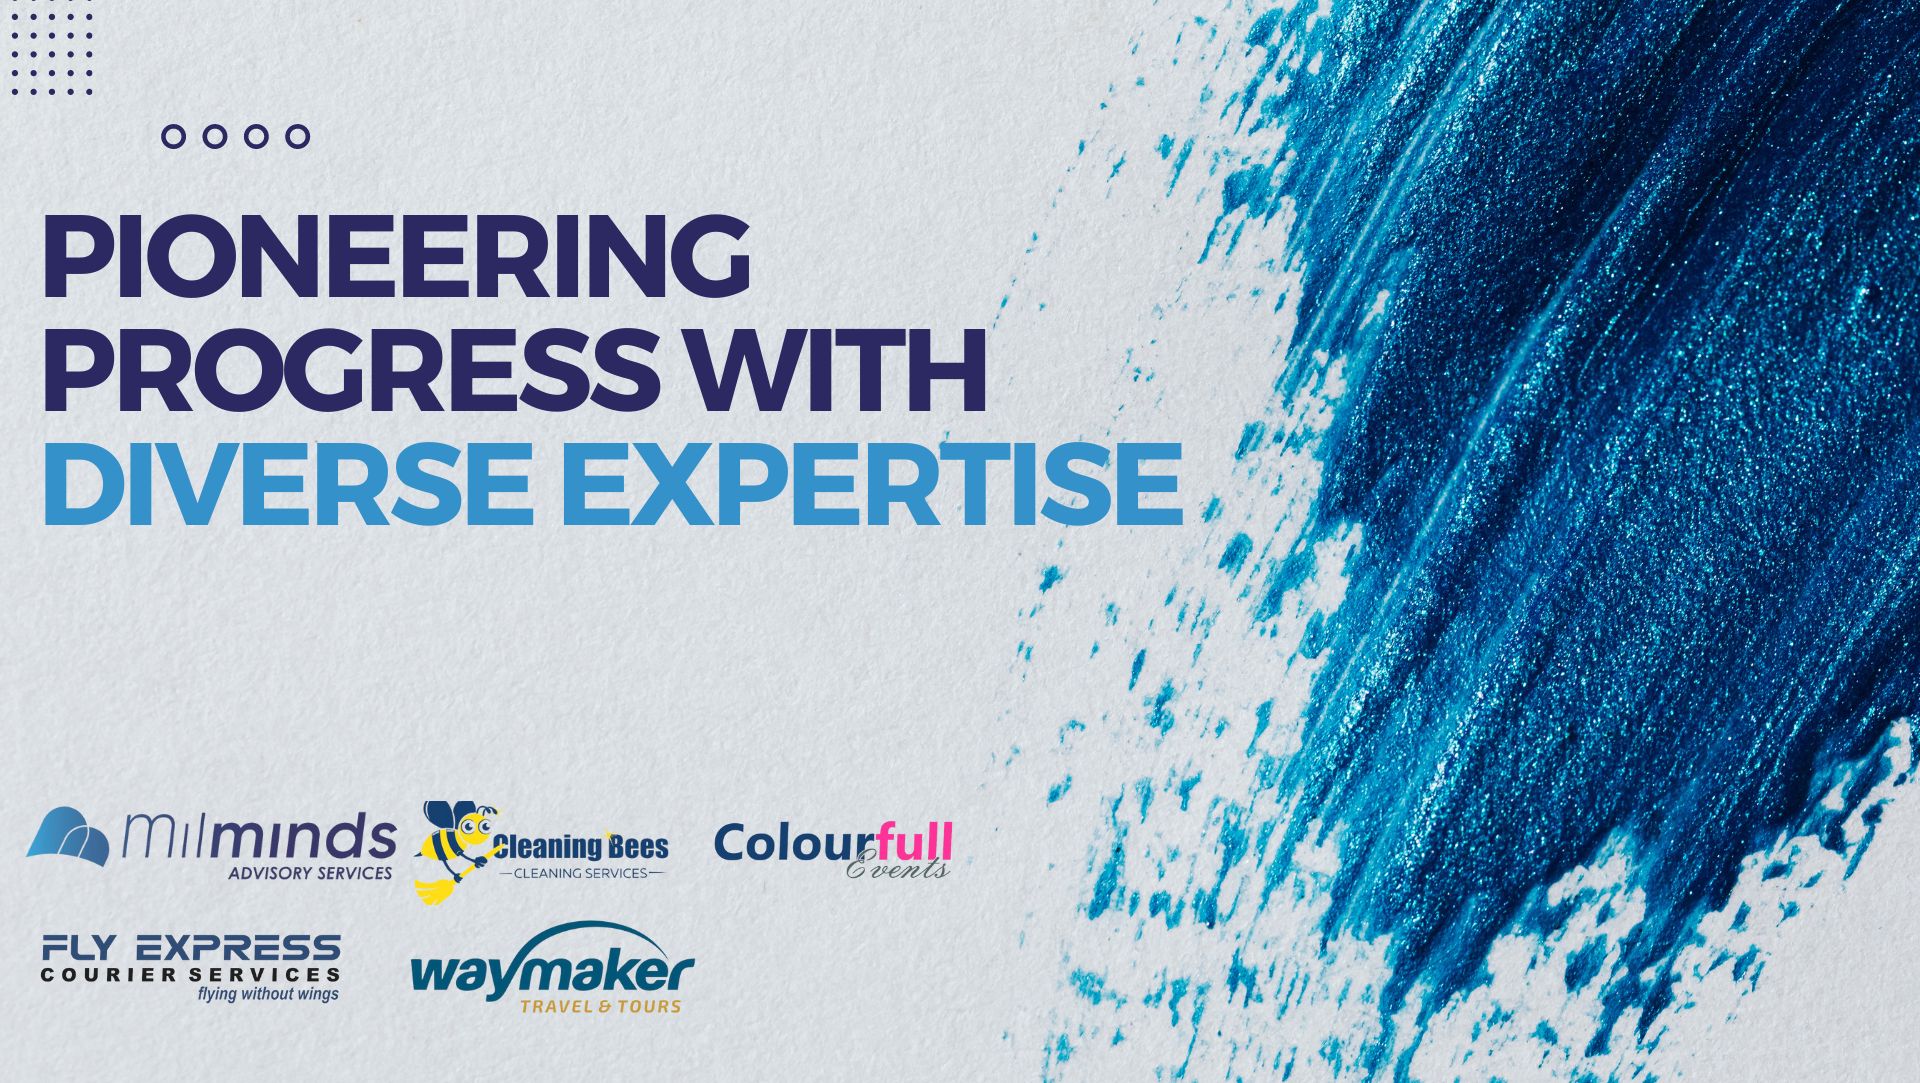 PIONEERING
PROGRESS WITH
DIVERSE EXPERTISE
milminds
ADVISORY SERVICES
Cleaning Bees
CLEANING SERVICES
Colourfull
Events
FLY EXPRESS
COURIER SERVICES
flying without wings
waymaker
TRAVEL & TOURS